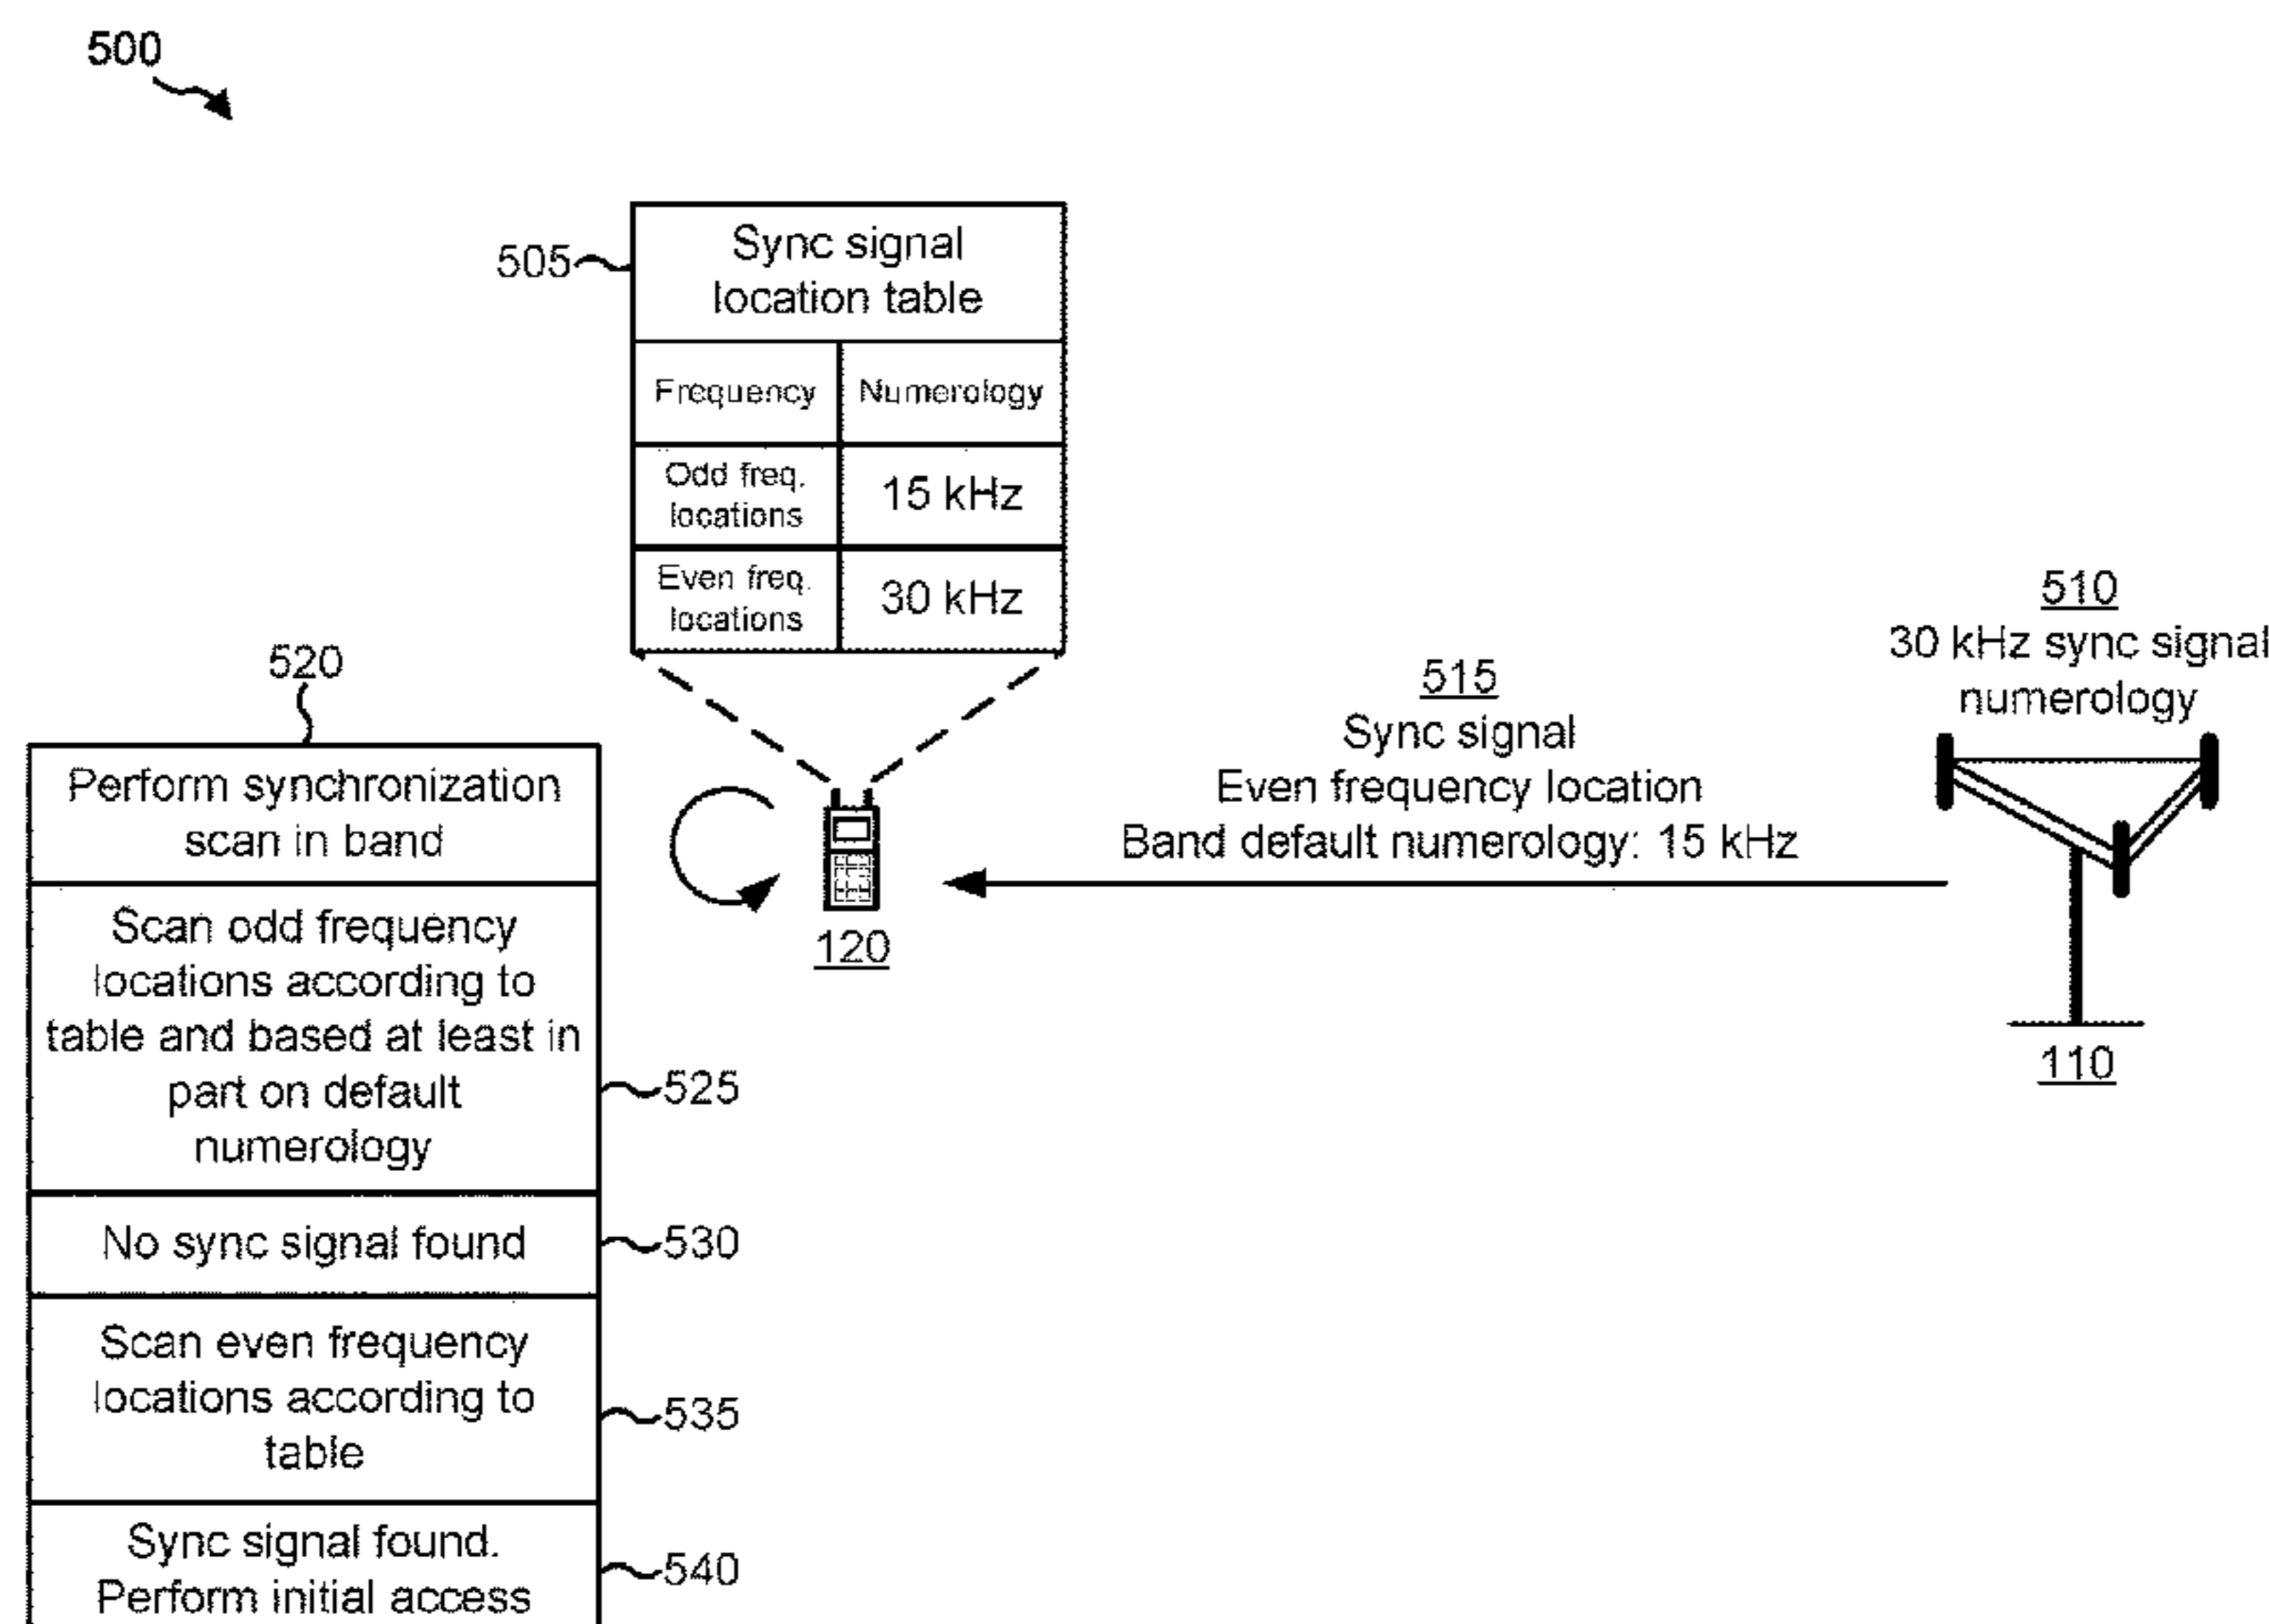 500
505
Sync signal
location table
Frequency
Numerology
Odd freq.
locations
15 kHz
Even freq.
locations
30 kHz
510
30 kHz sync signal
numerology
515
Sync signal
Even frequency location
Band default numerology: 15 kHz
120
110
520
Perform synchronization
scan in band
Scan odd frequency
locations according to
table and based at least in
part on default
numerology
525
No sync signal found
530
Scan even frequency
locations according to
table
535
Sync signal found.
Perform initial access
540